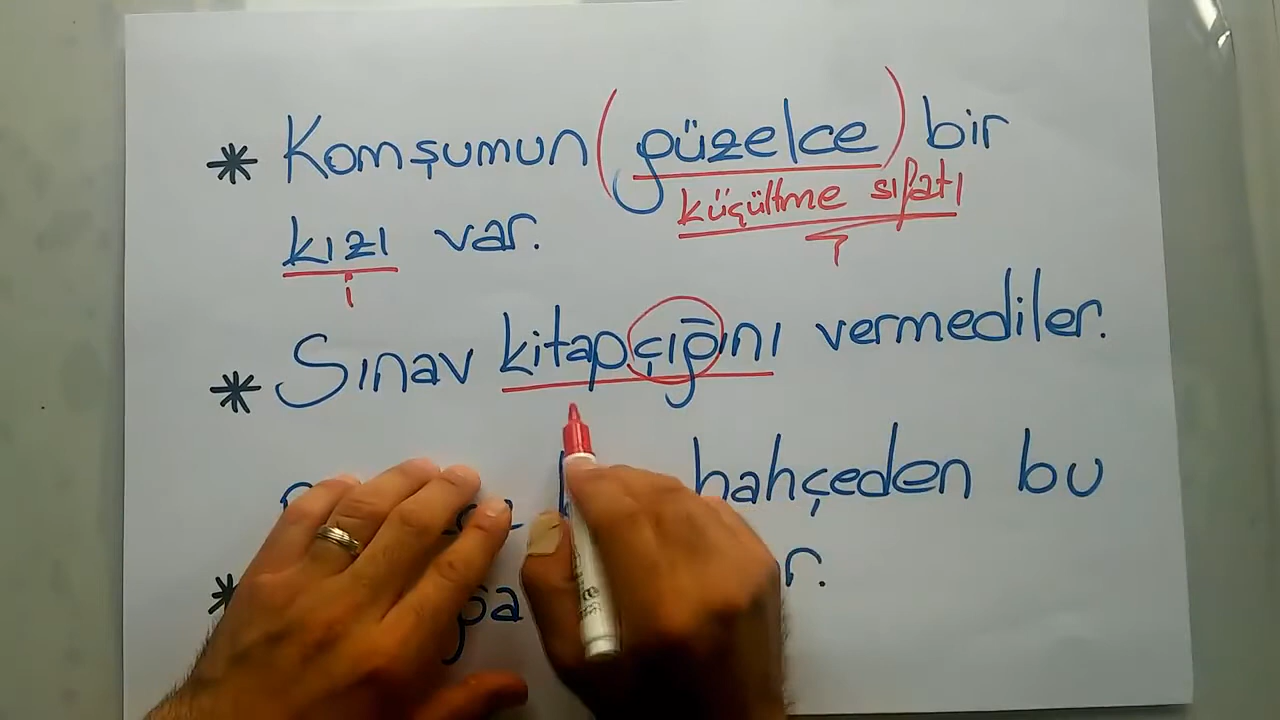 * Komşumun (güzelce) bir
küçültme sıfatı
kızı var.
i
* Sınav kitapçığını vermediler.
bahçeden bu
*